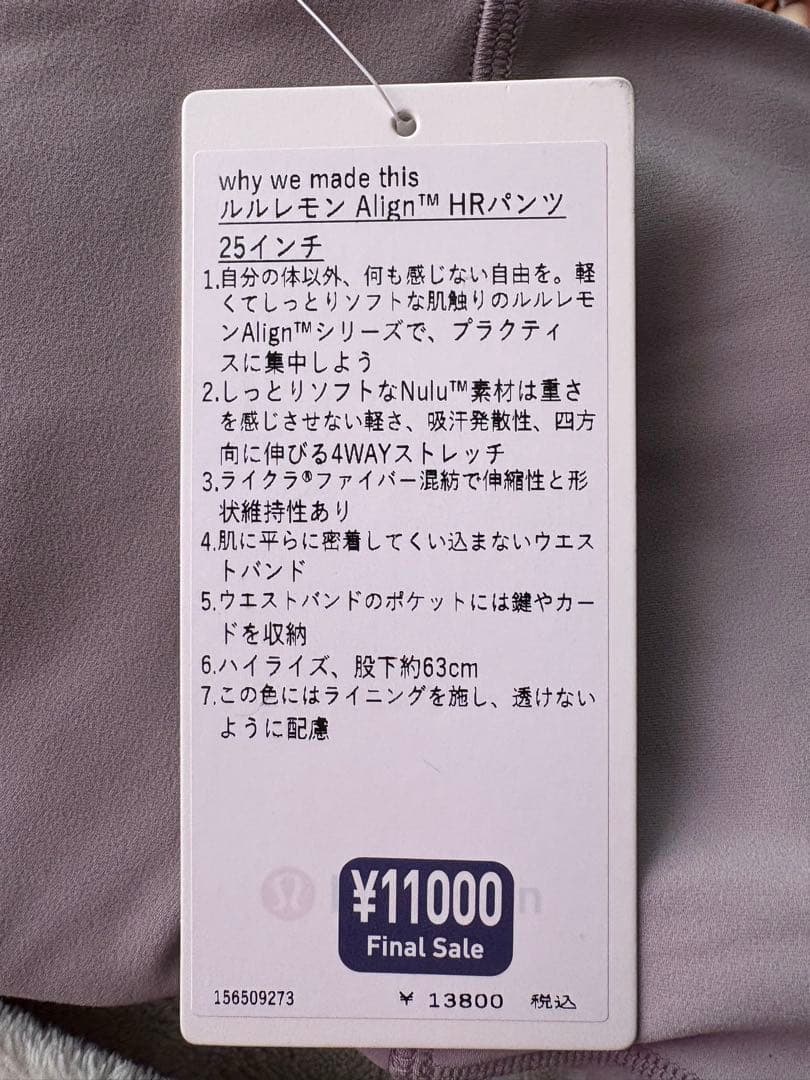 why we made this
ルルレモン Align™ HRパンツ
25インチ
1.自分の体以外、何も感じない自由を。軽
くてしっとりソフトな肌触りのルルレモ
ンAlign™シリーズで、プラクティ
スに集中しよう
2.しっとりソフトなNulu™素材は重さ
を感じさせない軽さ、吸汗発散性、四方
向に伸びる4WAYストレッチ
3.ライクラ®ファイバー混紡で伸縮性と形
状維持性あり
4.肌に平らに密着してくい込まないウエス
トバンド
5.ウエストバンドのポケットには鍵やカー
ドを収納
6.ハイライズ、股下約63cm
7.この色にはライニングを施し、透けない
ように配慮
¥11000
Final Sale
156509273 ¥ 13800 税込